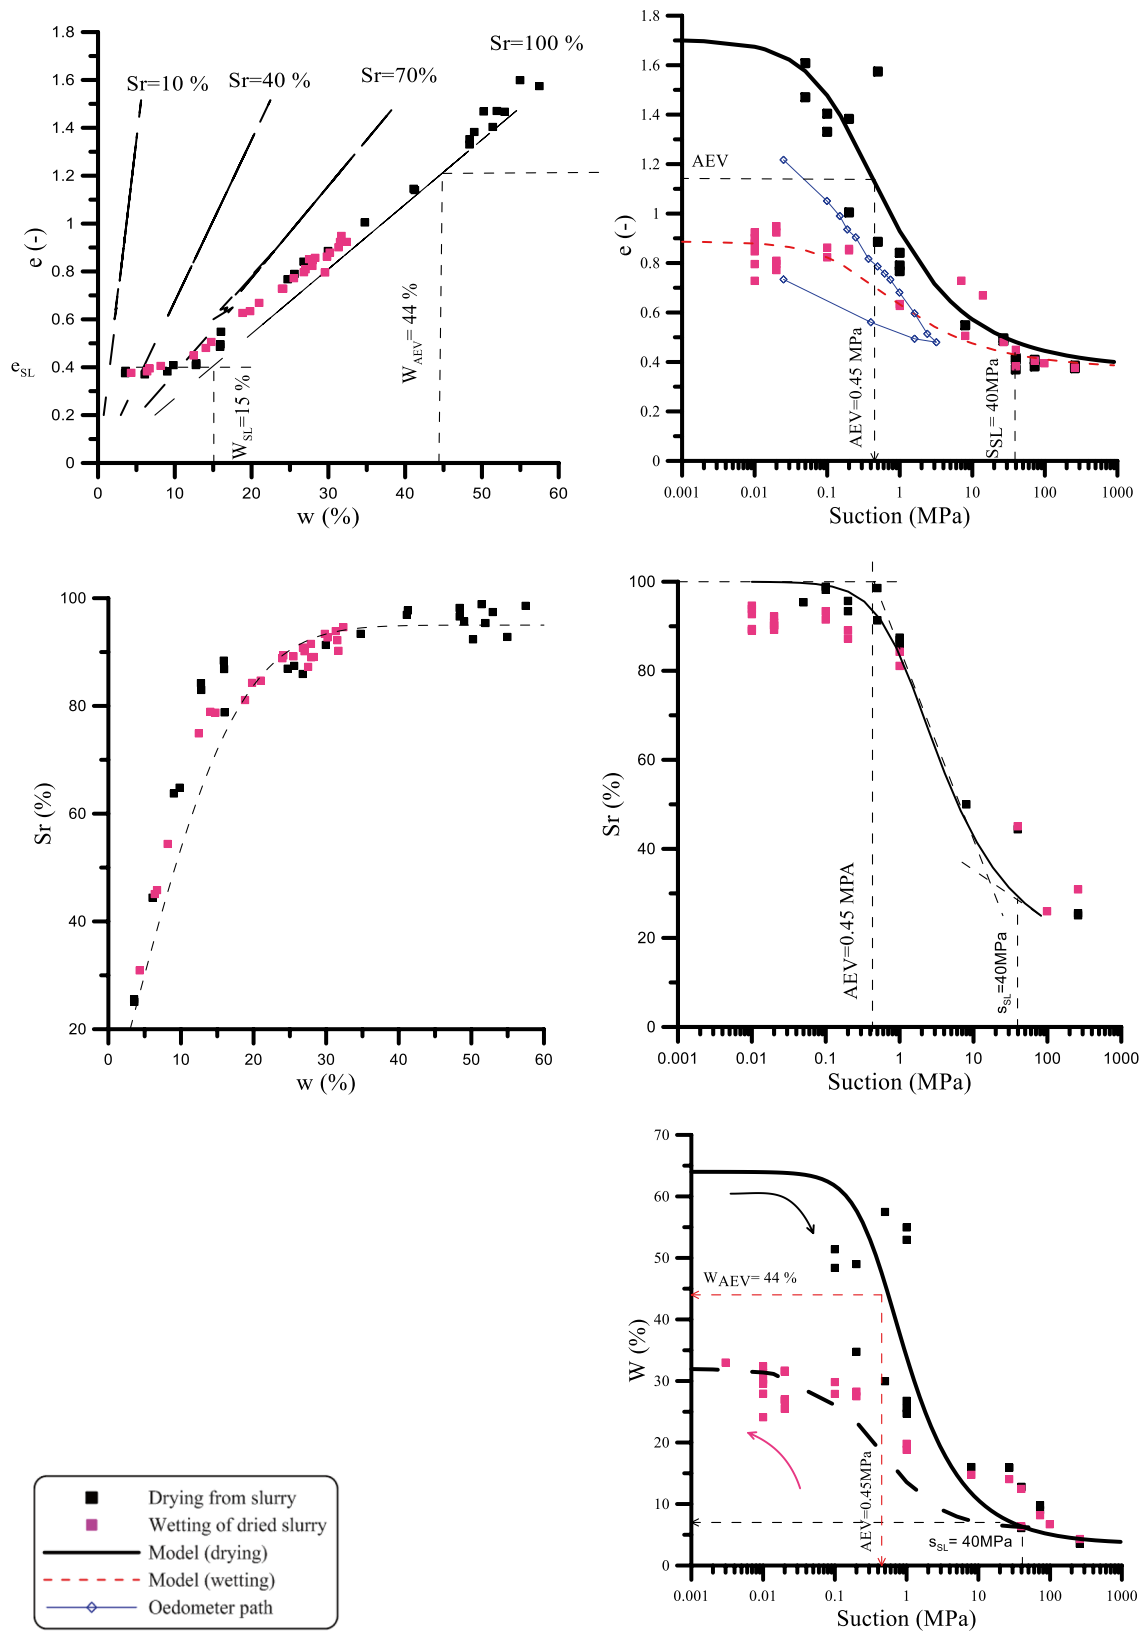 1.8
1.6
1.4
1.2
1
0.8
0.6
0.4
0.2
0
e (-)
eSL
Sr=10 %
Sr=40 %
Sr=70%
Sr=100 %
WSL=15 %
WAEV= 44 %
0 10 20 30 40 50 60
w (%)
1.8
1.6
1.4
1.2
1
0.8
0.6
0.4
0.2
0
e (-)
AEV
AEV=0.45 MPa
SSL= 40MPa
0.001 0.01 0.1 1 10 100 1000
Suction (MPa)
100
80
60
40
20
Sr (%)
0 10 20 30 40 50 60
w (%)
100
80
60
40
20
0
Sr (%)
AEV=0.45 MPA
sSL=40MPa
0.001 0.01 0.1 1 10 100 1000
Suction (MPa)
70
60
50
40
30
20
10
0
W (%)
WAEV= 44 %
AEV=0.45MPa
sSL= 40MPa
0.001 0.01 0.1 1 10 100 1000
Suction (MPa)
Drying from slurry
Wetting of dried slurry
Model (drying)
Model (wetting)
Oedometer path